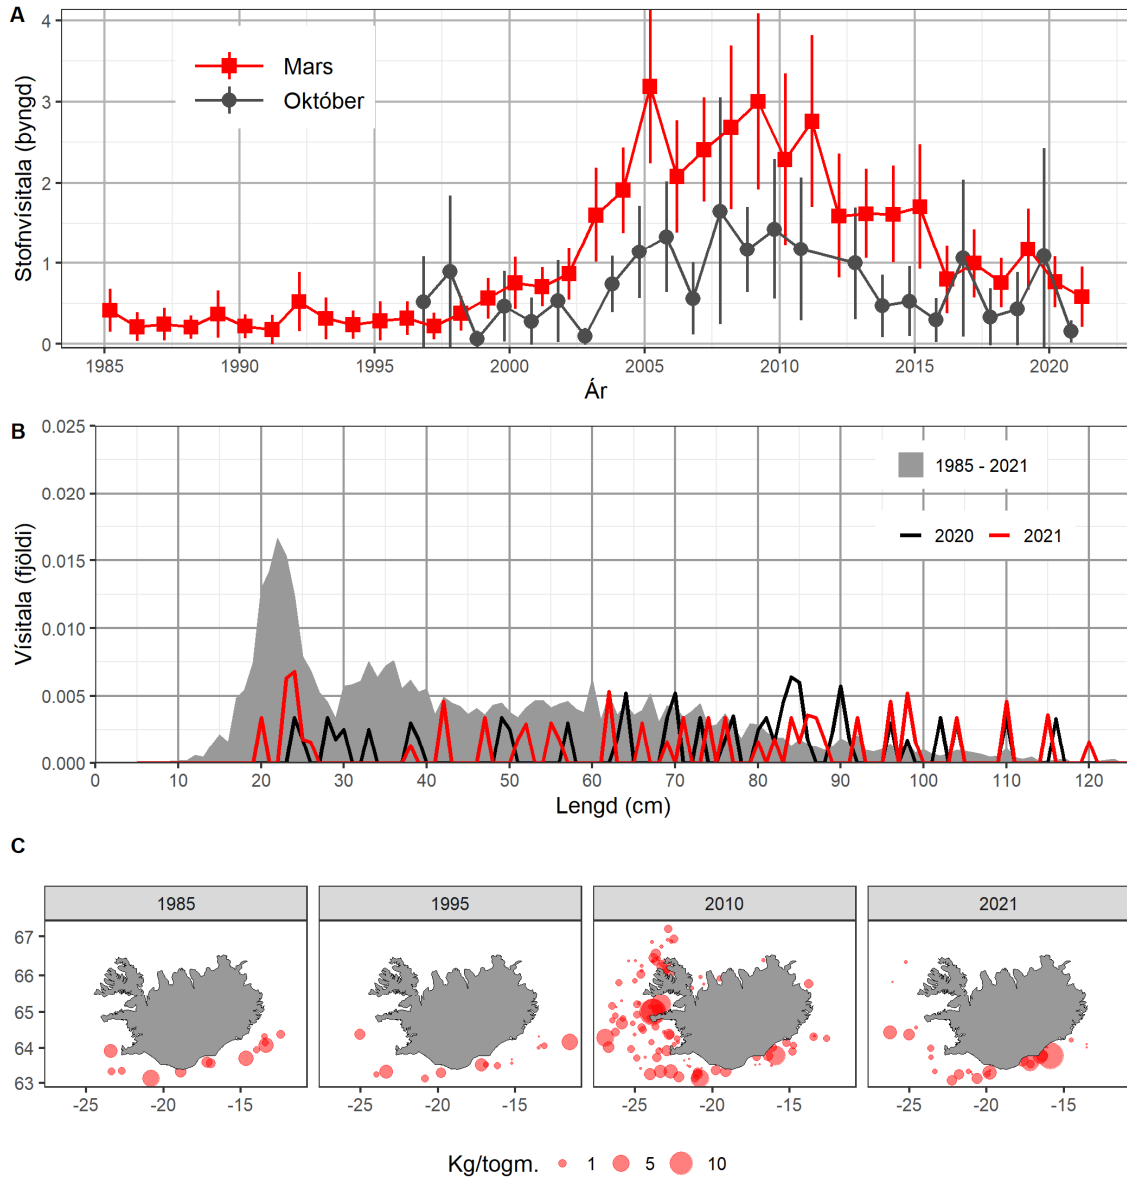 A
Stofnvísitala (þyngd)
4
3
2
1
0
Mars
Október
1985 1990 1995 2000 2005 2010 2015 2020
Ár
B
Vísitala (fjöldi)
0.025
0.020
0.015
0.010
0.005
0.000
1985 - 2021
2020 2021
0 10 20 30 40 50 60 70 80 90 100 110 120
Lengd (cm)
C
1985 1995 2010 2021
67
66
65
64
63
-25 -20 -15 -25 -20 -15 -25 -20 -15 -25 -20 -15 -10
Kg/togm. 1 5 10